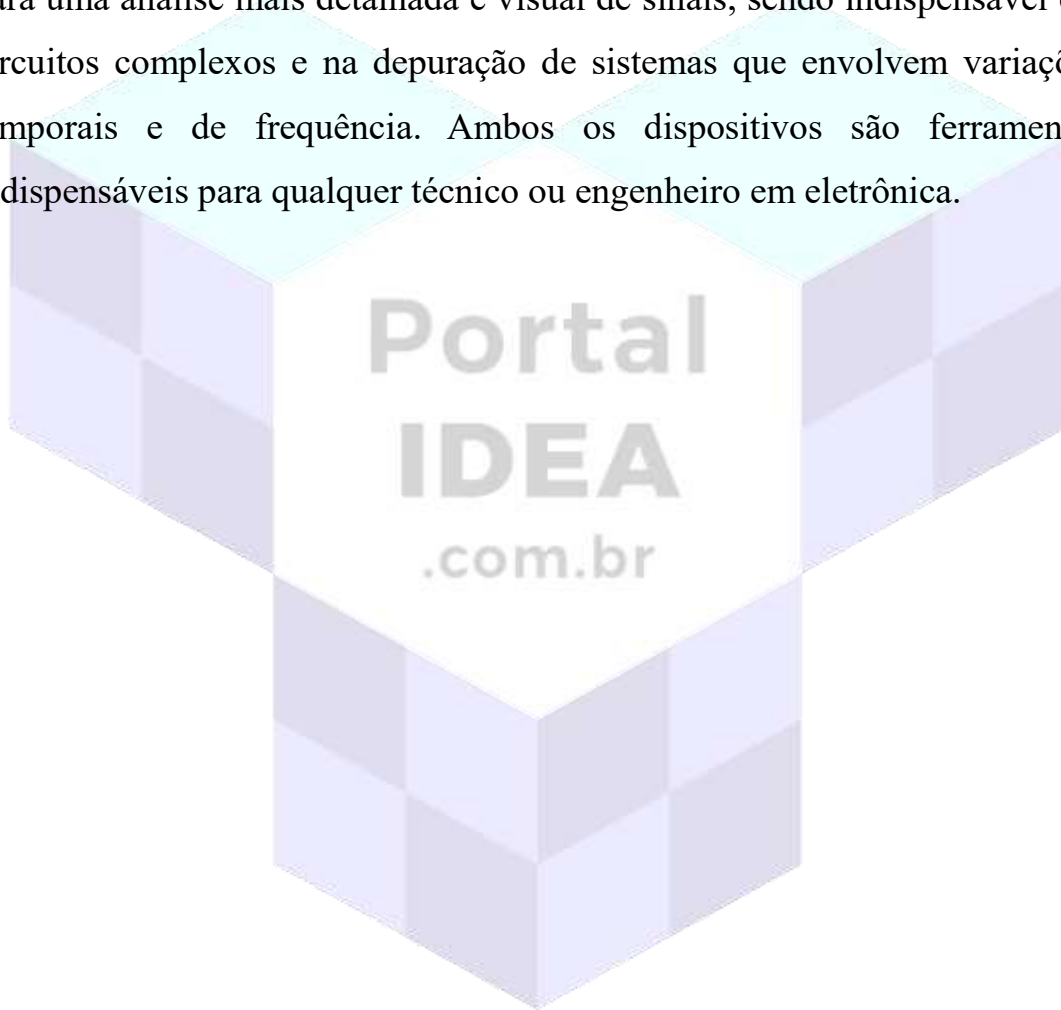 ara uma análise mais detalhada e visual de sinais, sendo indispensável
rcuitos complexos e na depuração de sistemas que envolvem variaçõ
mporais e de frequência. Ambos os dispositivos são ferramen
dispensáveis para qualquer técnico ou engenheiro em eletrônica.
Portal
IDEA
.com.br